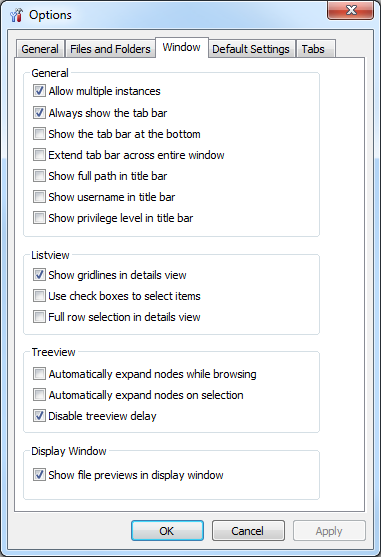 Options
General Files and Folders Window Default Settings Tabs
General
Allow multiple instances
Always show the tab bar
Show the tab bar at the bottom
Extend tab bar across entire window
Show full path in title bar
Show username in title bar
Show privilege level in title bar
Listview
Show gridlines in details view
Use check boxes to select items
Full row selection in details view
Treeview
Automatically expand nodes while browsing
Automatically expand nodes on selection
Disable treeview delay
Display Window
Show file previews in display window
OK Cancel Apply